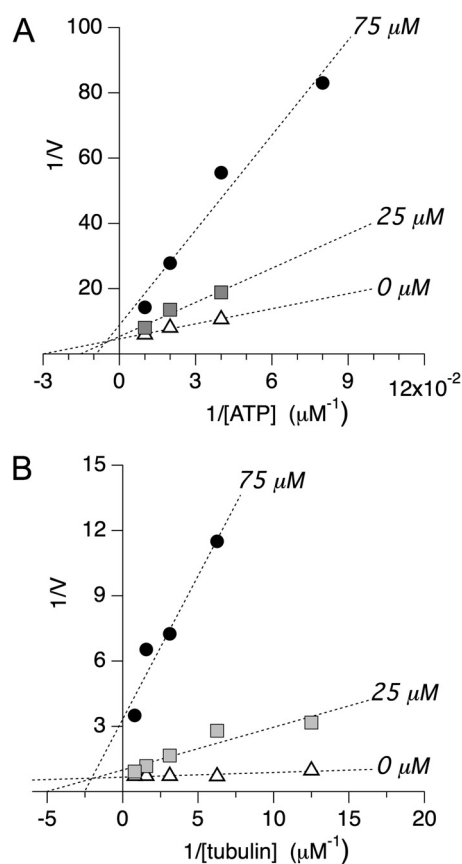 A
100
80
60
40
20
1/V
75 µM
25 µM
0 µM
-3
0
3
6
9
12x10⁻²
1/[ATP] (µM⁻¹)
B
15
12
9
6
3
1/V
75 µM
25 µM
0 µM
-5
0
5
10
15
20
1/[tubulin] (µM⁻¹)